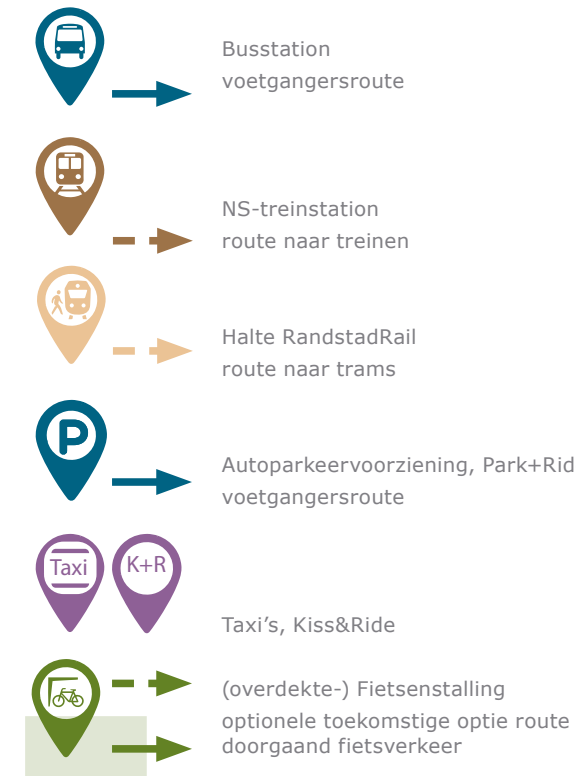 Busstation
voetgangersroute
NS-treinstation
route naar treinen
Halte RandstadRail
route naar trams
P
Autoparkeervoorziening, Park+Rid
voetgangersroute
Taxi K+R
Taxi’s, Kiss&Ride
(overdekte-) Fietsenstalling
optionele toekomstige optie route
doorgaand fietsverkeer